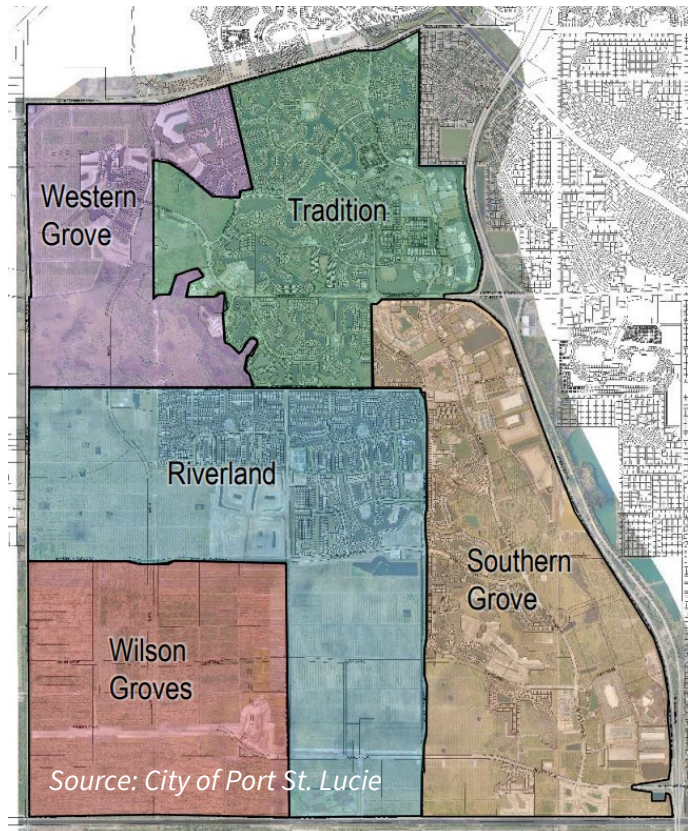 Western
Grove
Tradition
Riverland
Southern
Grove
Wilson
Groves
Source: City of Port St. Lucie